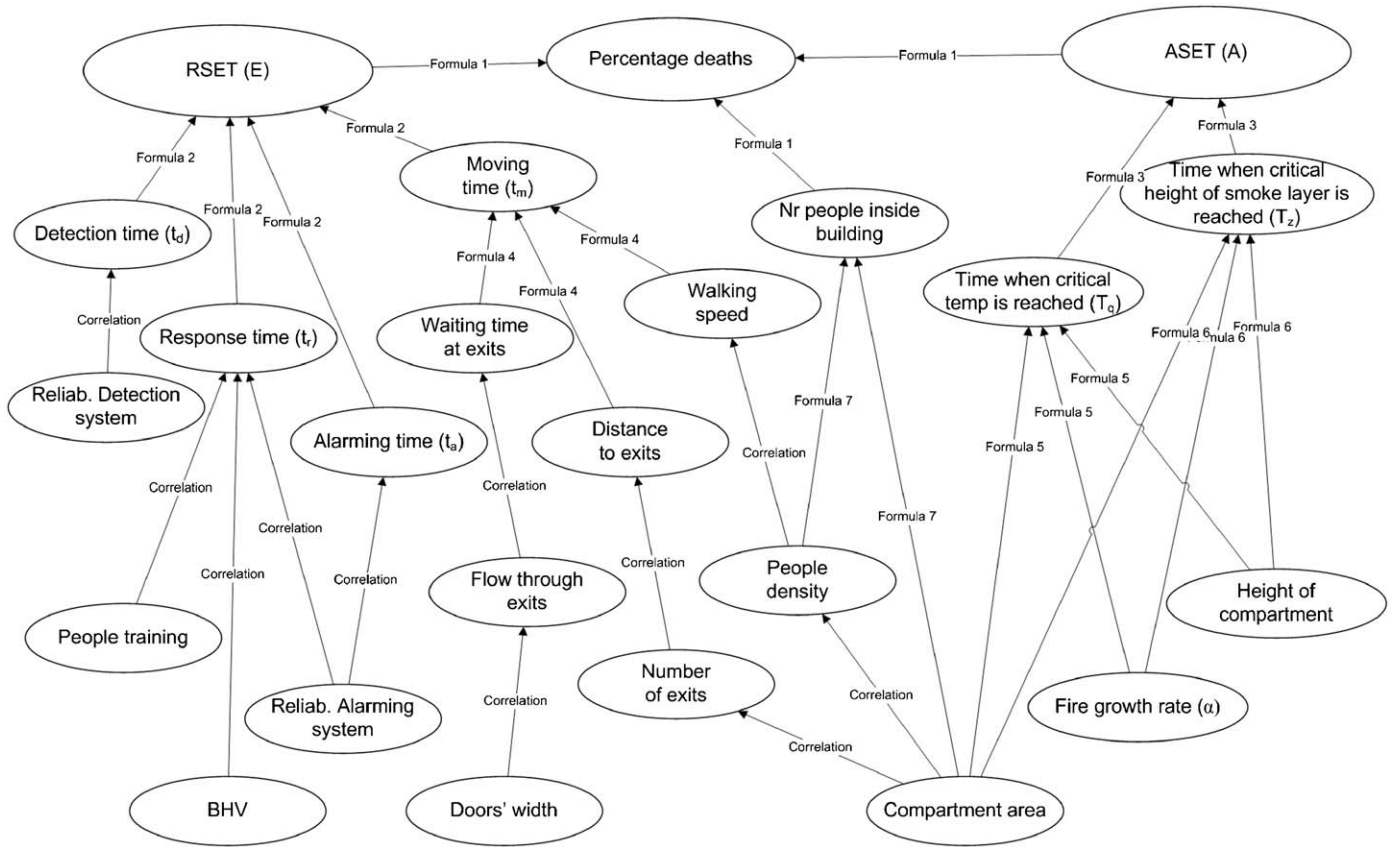 RSET (E)
Formula 1
Percentage deaths
Formula 1
ASET (A)
Formula 2
Formula 2
Formula 1
Formula 3
Moving
time (tm)
Time when critical
height of smoke layer is
reached (Tz)
Formula 3
Formula 2
Formula 2
Detection time (td)
Nr people inside
building
Formula 4
Formula 4
Formula 4
Time when critical
temp is reached (Tq)
Walking
speed
Correlation
Response time (tr)
Waiting time
at exits
Formula 6
Formula 6
Formula 6
Reliab. Detection
system
Formula 5
Formula 5
Formula 5
Formula 7
Alarming time (ta)
Distance
to exits
Correlation
Correlation
Correlation
Correlation
Formula 7
Correlation
Correlation
Correlation
Correlation
Flow through
exits
People
density
Height of
compartment
People training
Number
of exits
Correlation
Correlation
Reliab. Alarming
system
Fire growth rate (α)
Correlation
BHV
Doors' width
Compartment area